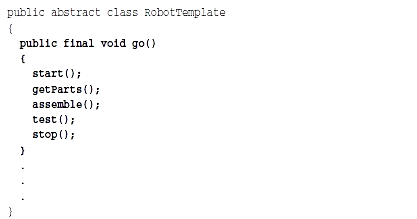 public abstract class RobotTemplate
{
  public final void go()
  {
    start();
    getParts();
    assemble();
    test();
    stop();
  }
  .
  .
  .
}